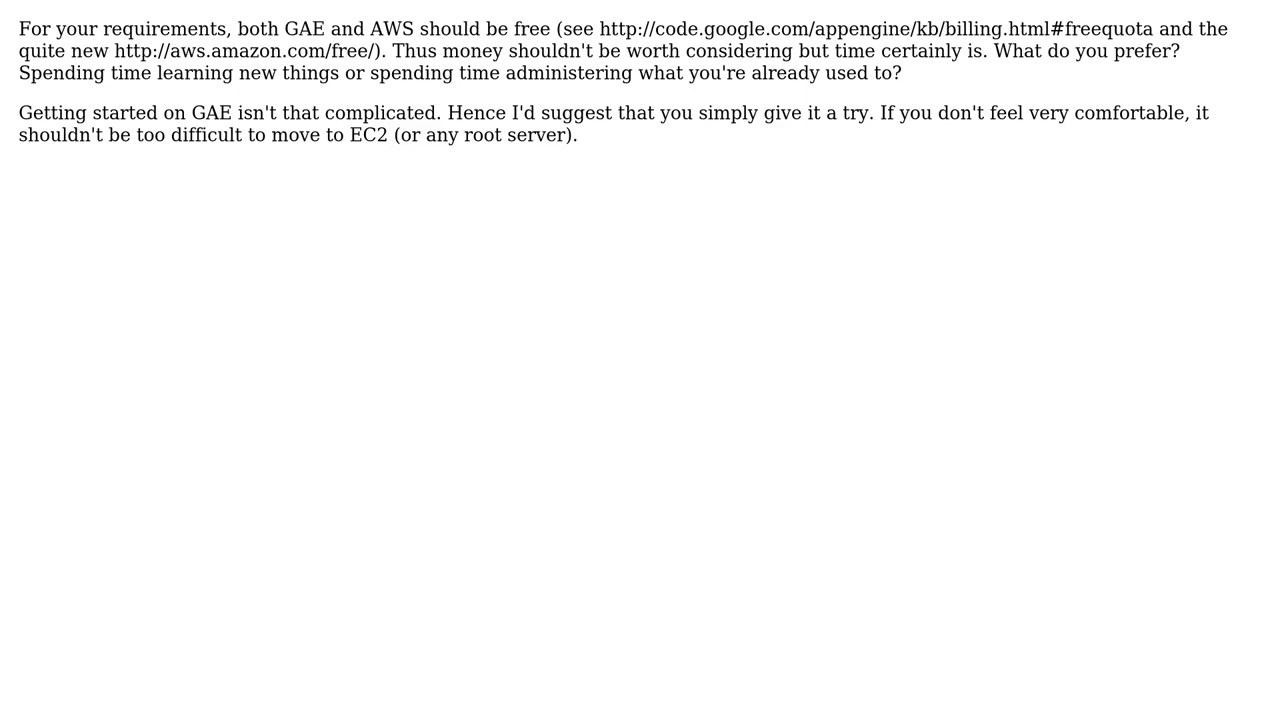 For your requirements, both GAE and AWS should be free (see http://code.google.com/appengine/kb/billing.html#freequota and the
quite new http://aws.amazon.com/free/). Thus money shouldn't be worth considering but time certainly is. What do you prefer?
Spending time learning new things or spending time administering what you're already used to?
Getting started on GAE isn't that complicated. Hence I'd suggest that you simply give it a try. If you don't feel very comfortable, it
shouldn't be too difficult to move to EC2 (or any root server).